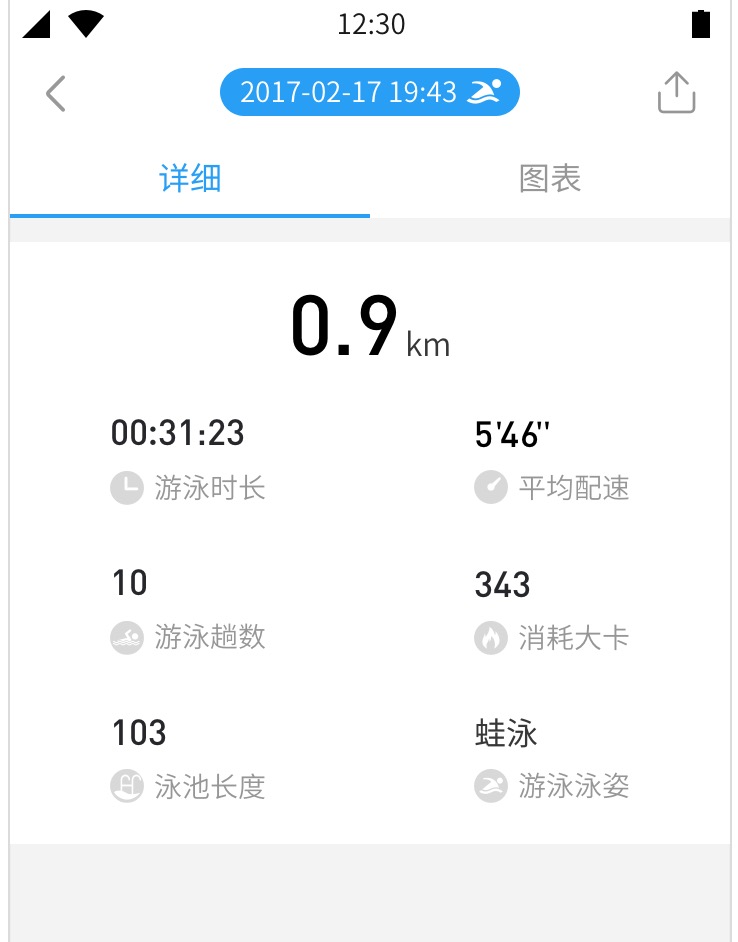 12:30
2017-02-17 19:43
详细 图表
0.9 km
00:31:23 5'46''
游泳时长 平均配速
10 343
游泳趟数 消耗大卡
103 蛙泳
泳池长度 游泳泳姿